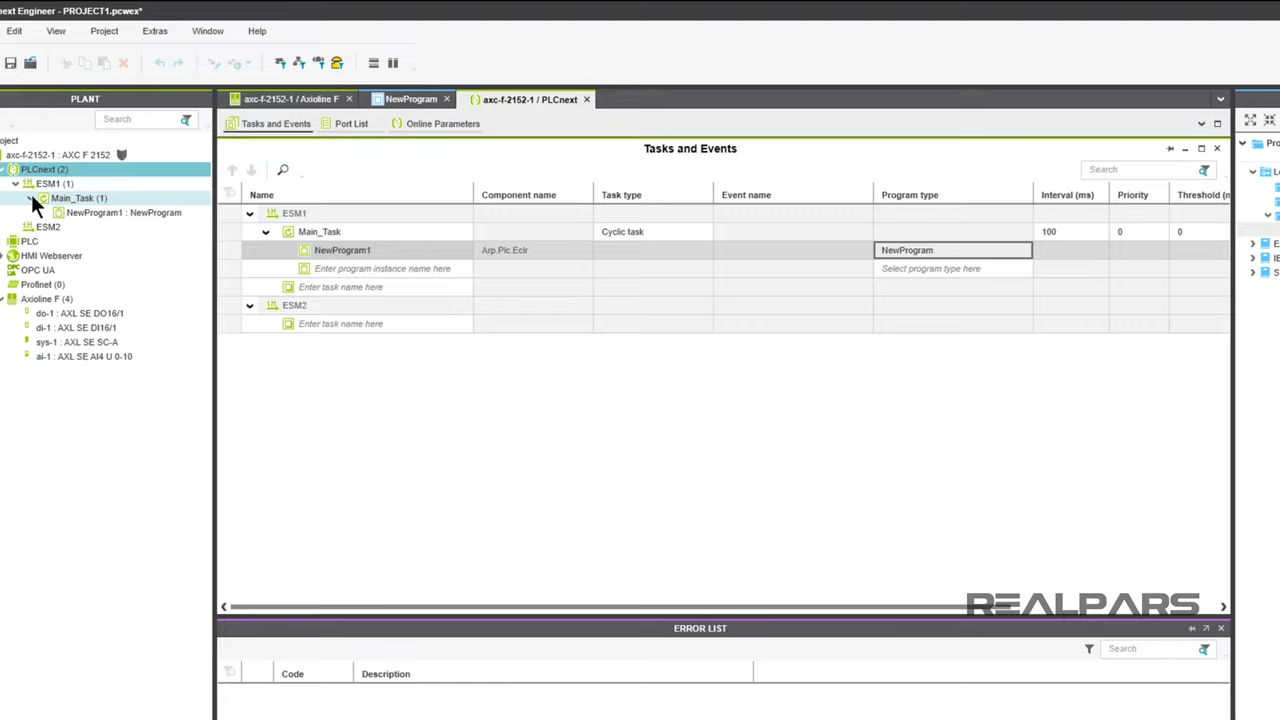 next Engineer - PROJECT1.pcwex*
Edit View Project Extras Window Help
PLANT
Search
oject
axc-f-2152-1 : AXC F 2152
PLCnext (2)
ESM1 (1)
Main_Task (1)
NewProgram1 : NewProgram
ESM2
PLC
HMI Webserver
OPC UA
Profinet (0)
Axioline F (4)
do-1 : AXL SE DO16/1
di-1 : AXL SE DI16/1
sys-1 : AXL SE SC-A
ai-1 : AXL SE AI4 U 0-10
axc-f-2152-1 / Axioline F NewProgram axc-f-2152-1 / PLCnext
Tasks and Events Port List Online Parameters
Tasks and Events
Search
Name Component name Task type Event name Program type Interval (ms) Priority Threshold (m
ESM1
Main_Task Cyclic task 100 0 0
NewProgram1 Arp.Plc.Eclr NewProgram
Enter program instance name here Select program type here
Enter task name here
ESM2
Enter task name here
REALPARS
ERROR LIST
Search
Code Description
Pro